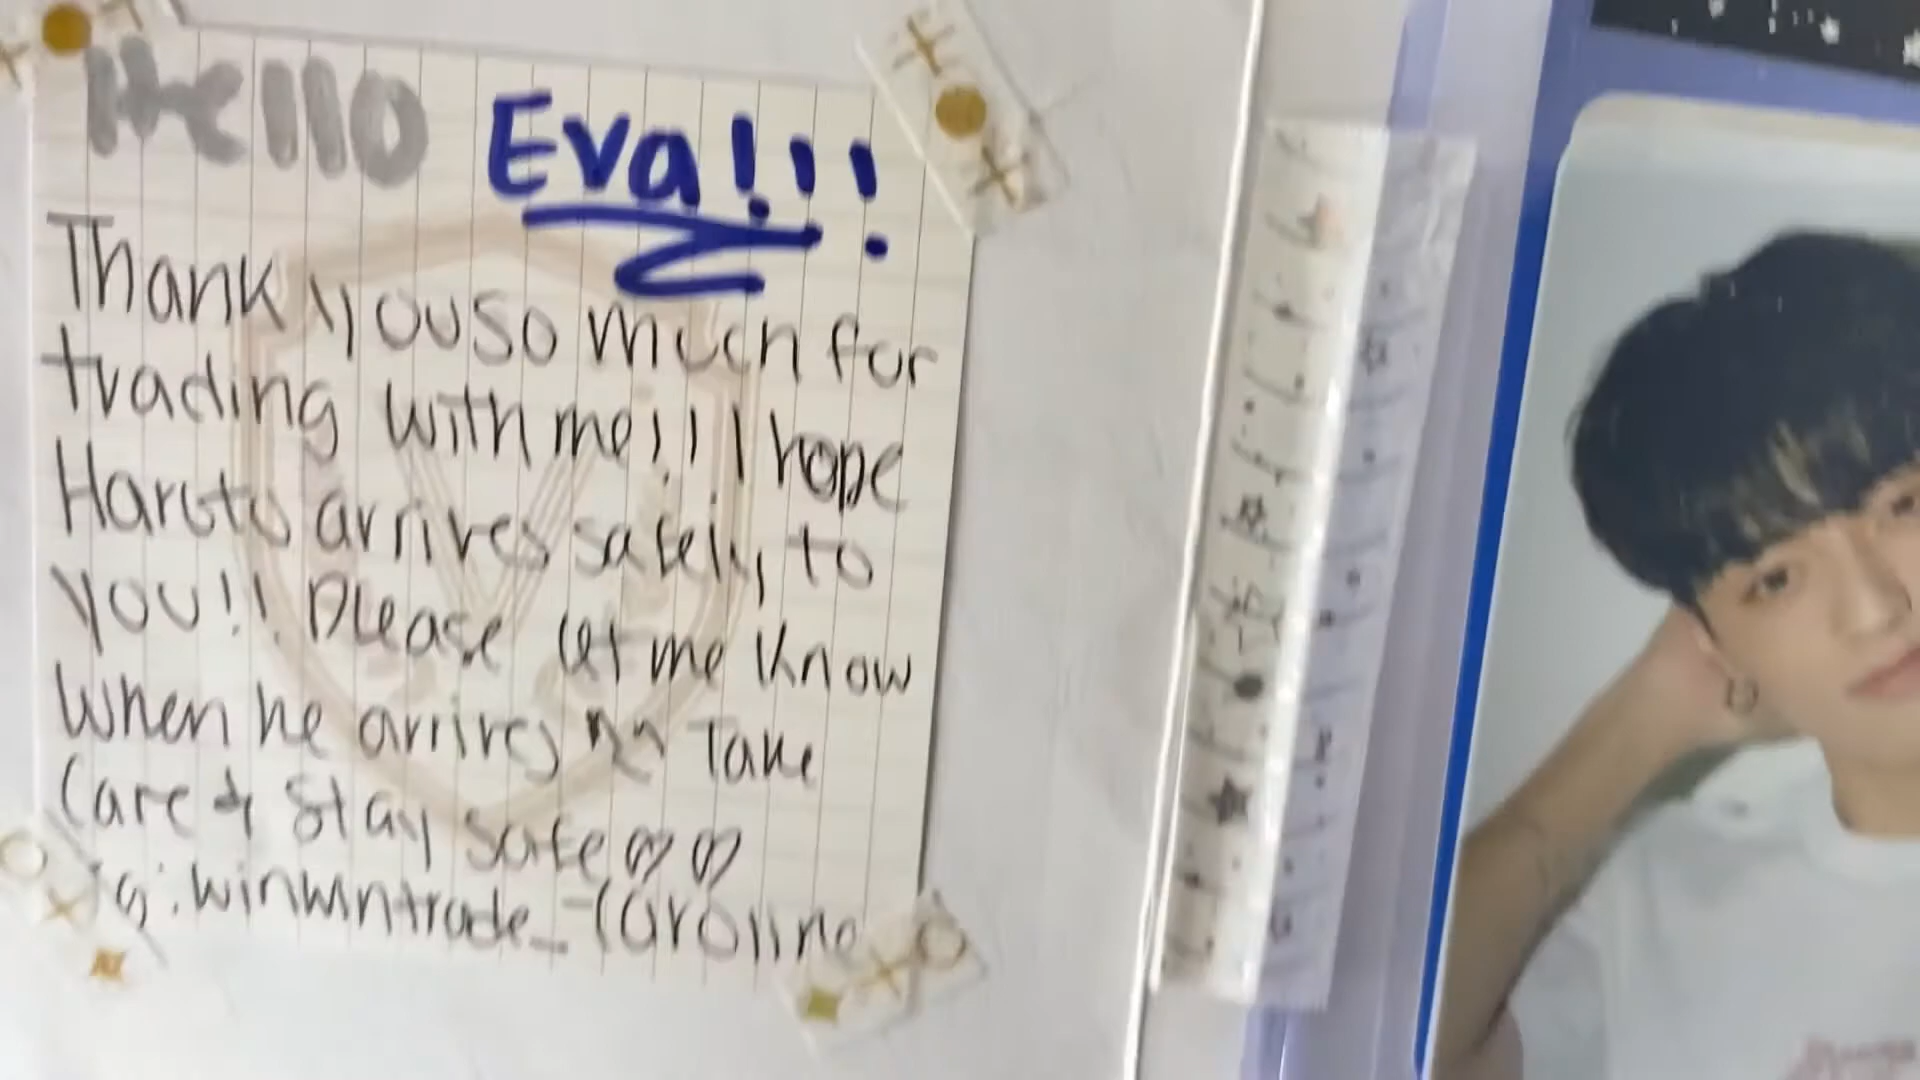 Hello Eva!!!
Thank you so much for
trading with me!!! I hope
Haruto arrives safely to
you!! Please let me know
when he arrives ^^ Take
care & stay safe ♡♡
ig: winwintrade_ -Caroline